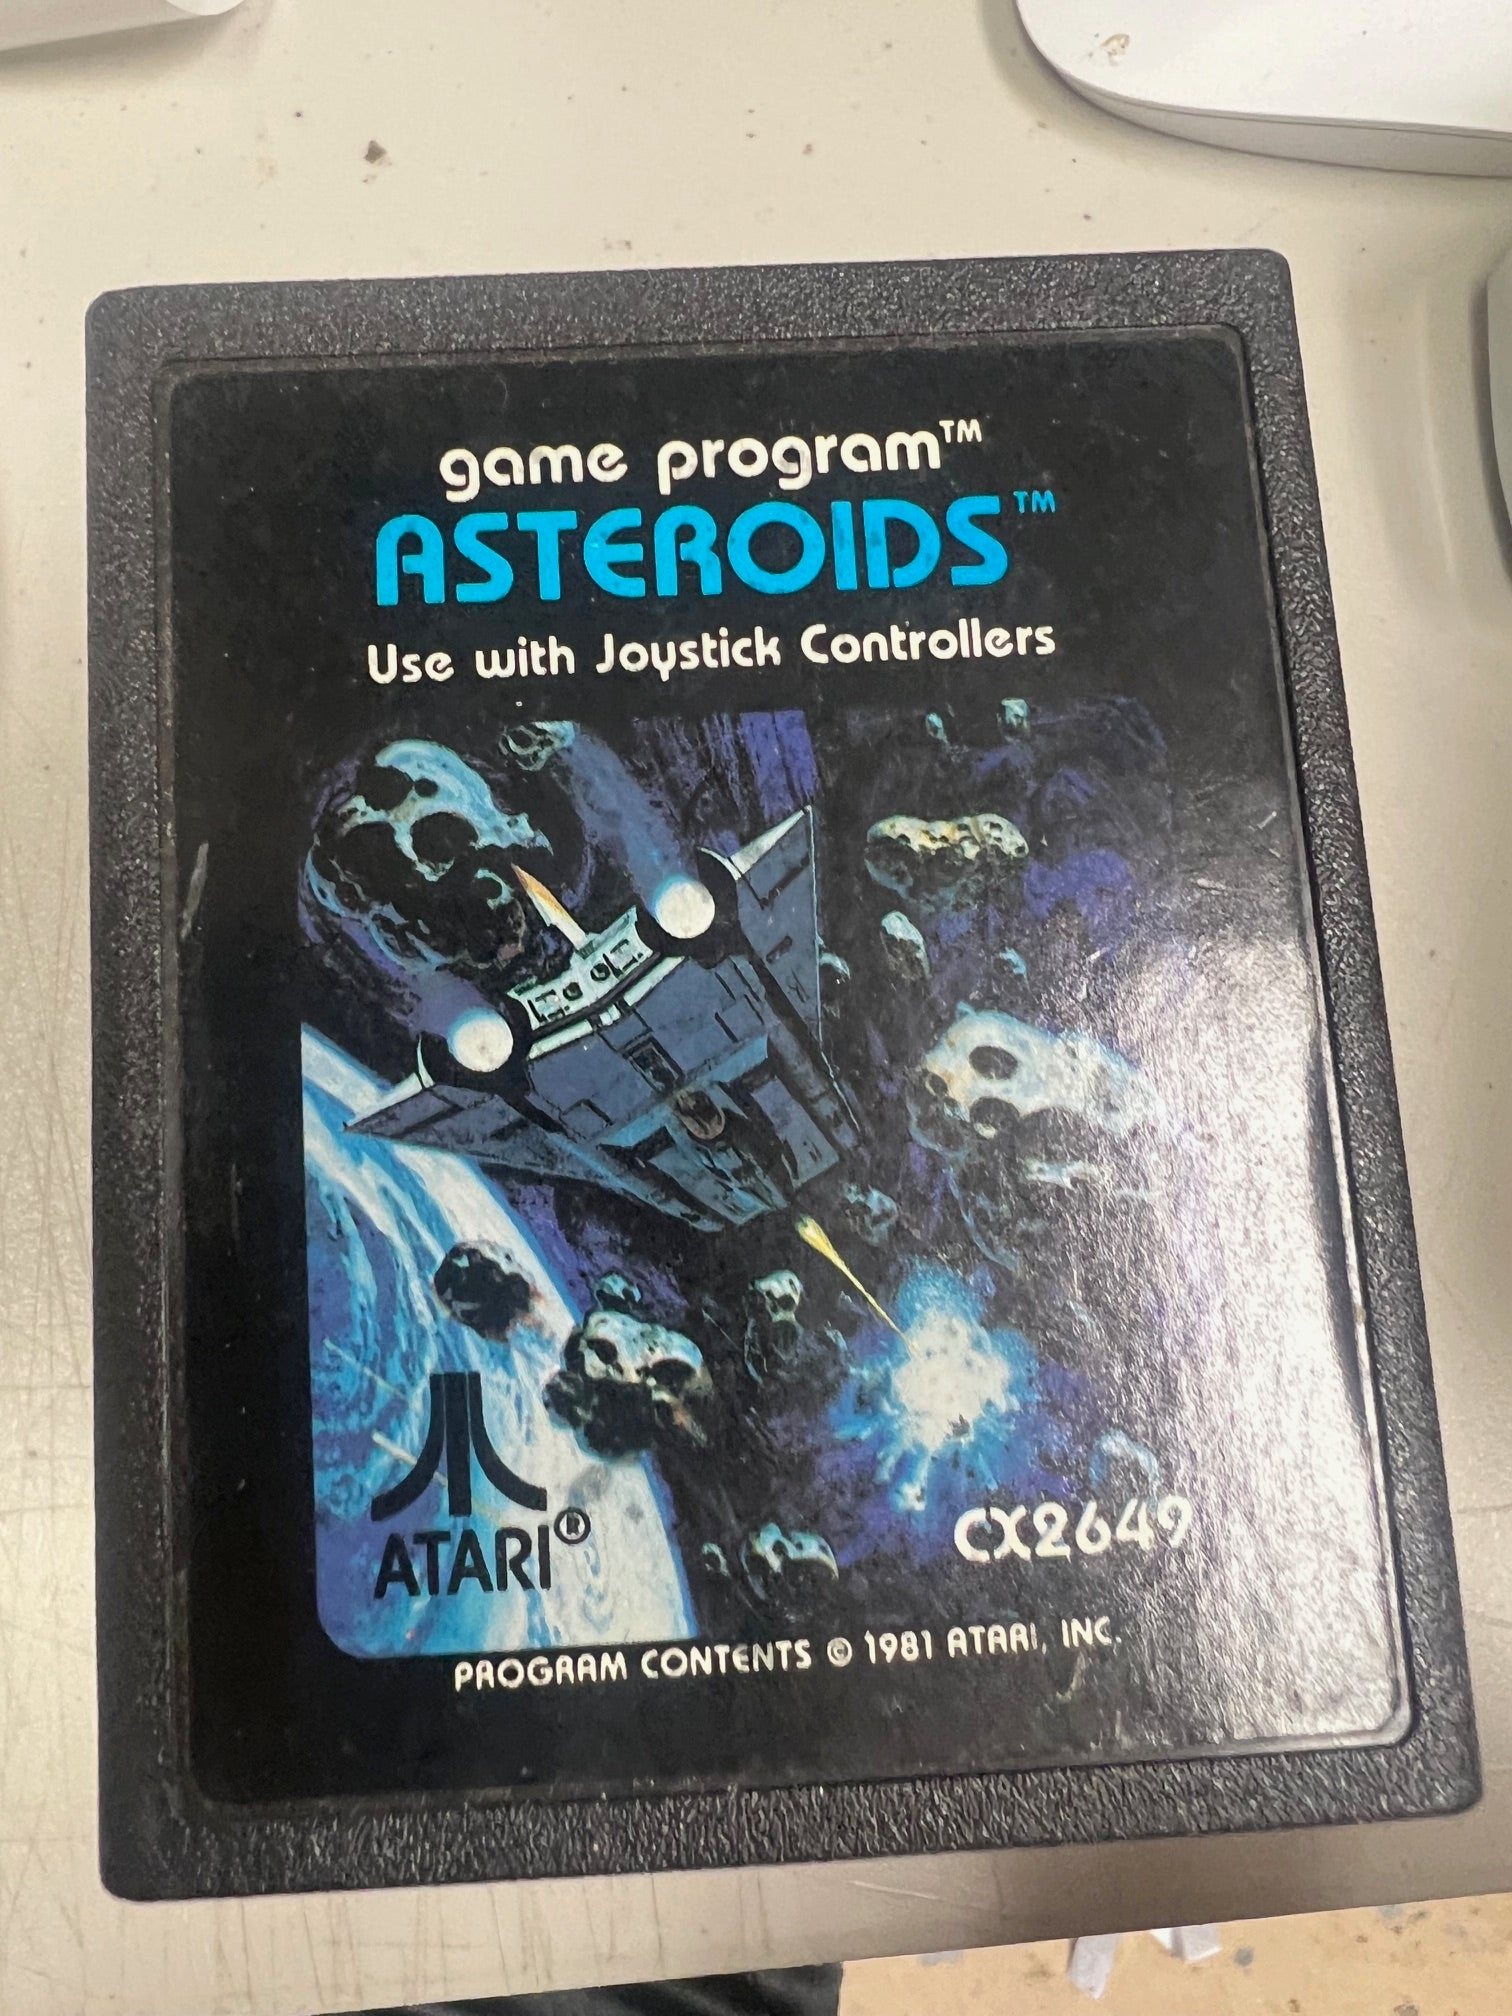 game program™
ASTEROIDS™
Use with Joystick Controllers
ATARI®
CX2649
PROGRAM CONTENTS © 1981 ATARI, INC.